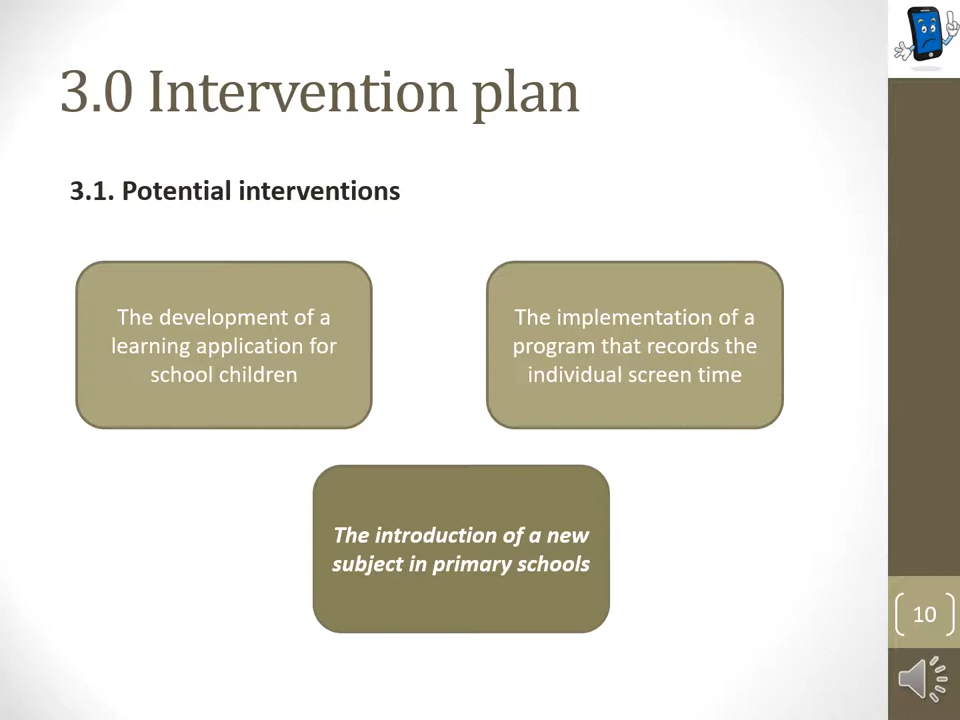 3.0 Intervention plan
3.1. Potential interventions
The development of a
learning application for
school children
The implementation of a
program that records the
individual screen time
The introduction of a new
subject in primary schools
10